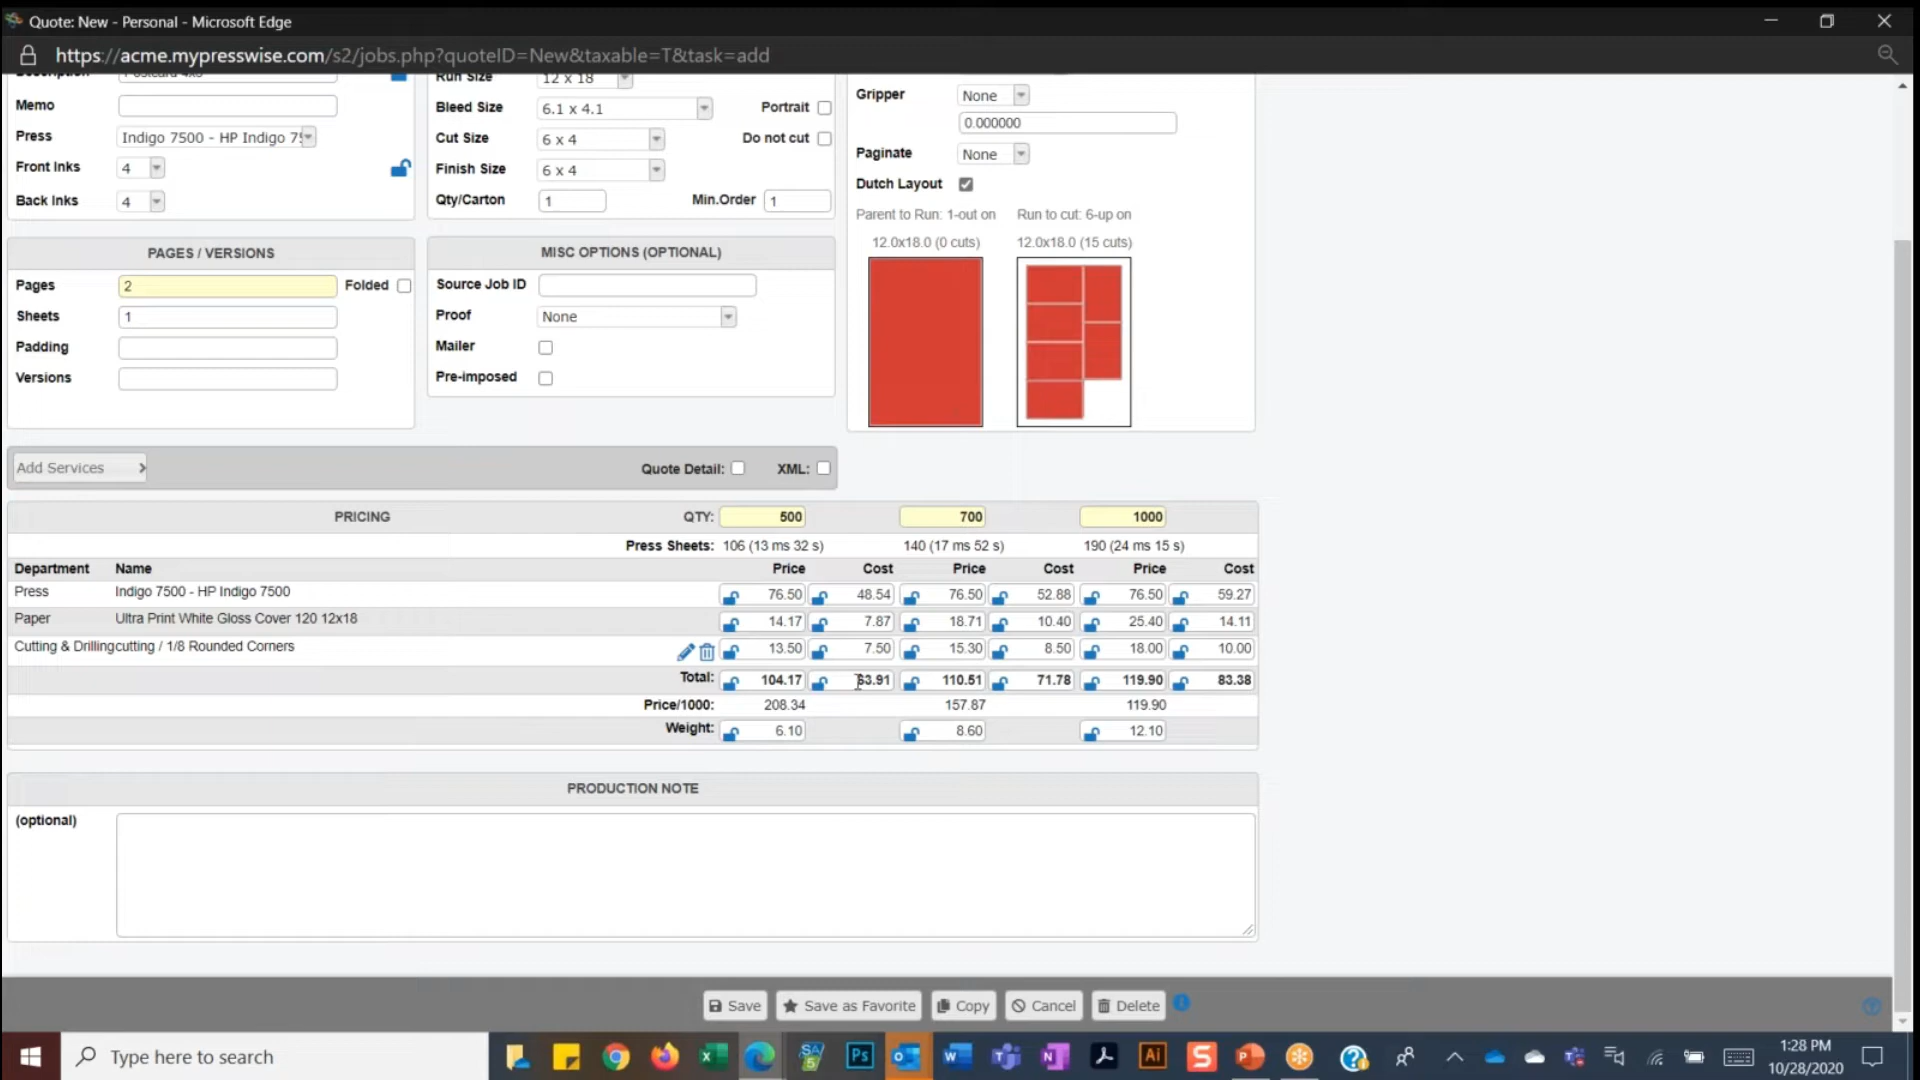 Quote: New - Personal - Microsoft Edge
https://acme.mypresswise.com/s2/jobs.php?quoteID=New&taxable=T&task=add
Description Postcard 4x6
Memo
Press Indigo 7500 - HP Indigo 75
Front Inks 4
Back Inks 4
Run Size 12 x 18
Bleed Size 6.1 x 4.1 Portrait
Cut Size 6 x 4 Do not cut
Finish Size 6 x 4
Qty/Carton 1 Min.Order 1
Gripper None
0.000000
Paginate None
Dutch Layout
Parent to Run: 1-out on Run to cut: 6-up on
12.0x18.0 (0 cuts) 12.0x18.0 (15 cuts)
PAGES / VERSIONS
Pages 2 Folded
Sheets 1
Padding
Versions
MISC OPTIONS (OPTIONAL)
Source Job ID
Proof None
Mailer
Pre-imposed
Add Services Quote Detail: XML:
PRICING QTY: 500 700 1000
Press Sheets: 106 (13 ms 32 s) 140 (17 ms 52 s) 190 (24 ms 15 s)
Department Name Price Cost Price Cost Price Cost
Press Indigo 7500 - HP Indigo 7500 76.50 48.54 76.50 52.88 76.50 59.27
Paper Ultra Print White Gloss Cover 120 12x18 14.17 7.87 18.71 10.40 25.40 14.11
Cutting & Drillingcutting / 1/8 Rounded Corners 13.50 7.50 15.30 8.50 18.00 10.00
Total: 104.17 63.91 110.51 71.78 119.90 83.38
Price/1000: 208.34 157.87 119.90
Weight: 6.10 8.60 12.10
PRODUCTION NOTE
(optional)
Save Save as Favorite Copy Cancel Delete
Type here to search
1:28 PM
10/28/2020